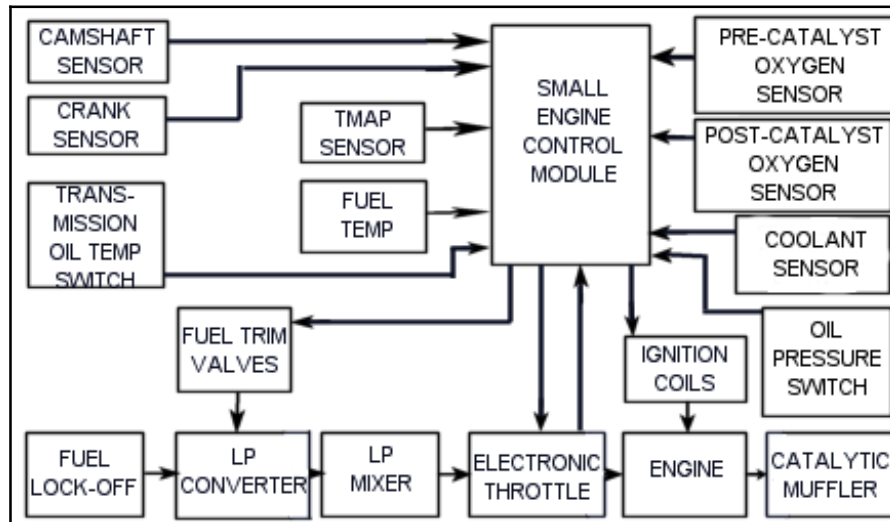 CAMSHAFT
SENSOR
CRANK
SENSOR
TRANS-
MISSION
OIL TEMP
SWITCH
TMAP
SENSOR
FUEL
TEMP
SMALL
ENGINE
CONTROL
MODULE
PRE-CATALYST
OXYGEN
SENSOR
POST-CATALYST
OXYGEN
SENSOR
COOLANT
SENSOR
OIL
PRESSURE
SWITCH
FUEL TRIM
VALVES
IGNITION
COILS
FUEL
LOCK-OFF
LP
CONVERTER
LP
MIXER
ELECTRONIC
THROTTLE
ENGINE
CATALYTIC
MUFFLER